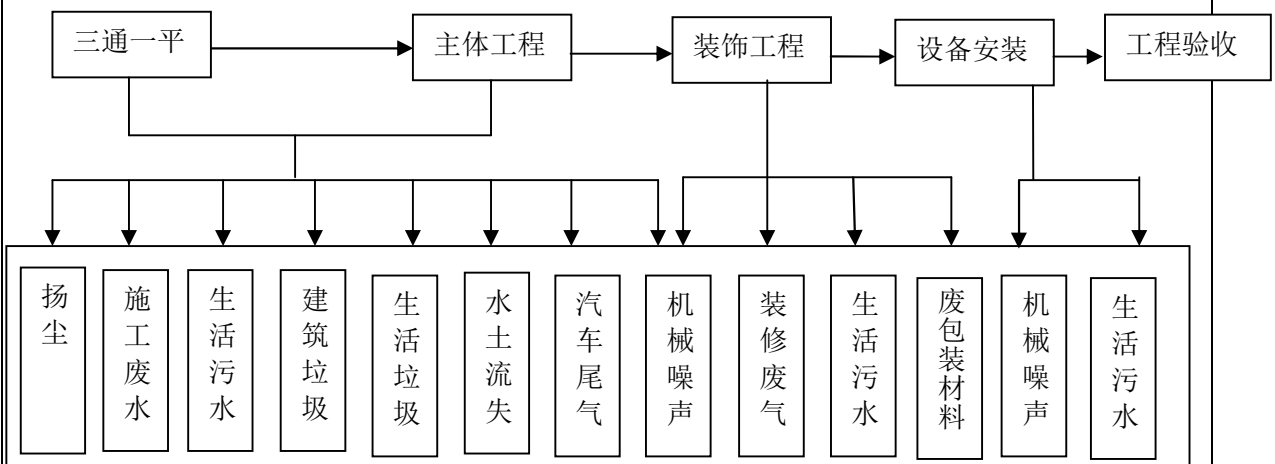 三通一平
主体工程
装饰工程
设备安装
工程验收
扬尘
施工废水
生活污水
建筑垃圾
生活垃圾
水土流失
汽车尾气
机械噪声
装修废气
生活污水
废包装材料
机械噪声
生活污水